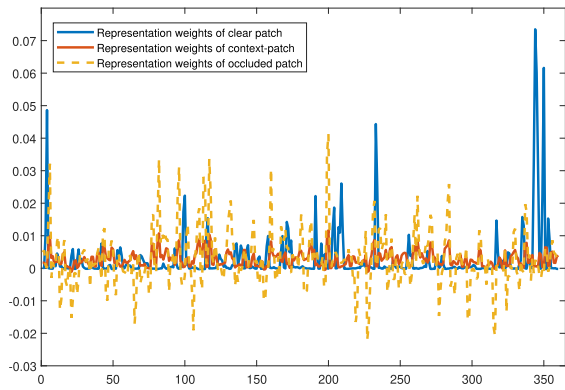 Representation weights of clear patch
Representation weights of context-patch
Representation weights of occluded patch
0.07
0.06
0.05
0.04
0.03
0.02
0.01
0
-0.01
-0.02
-0.03
0 50 100 150 200 250 300 350